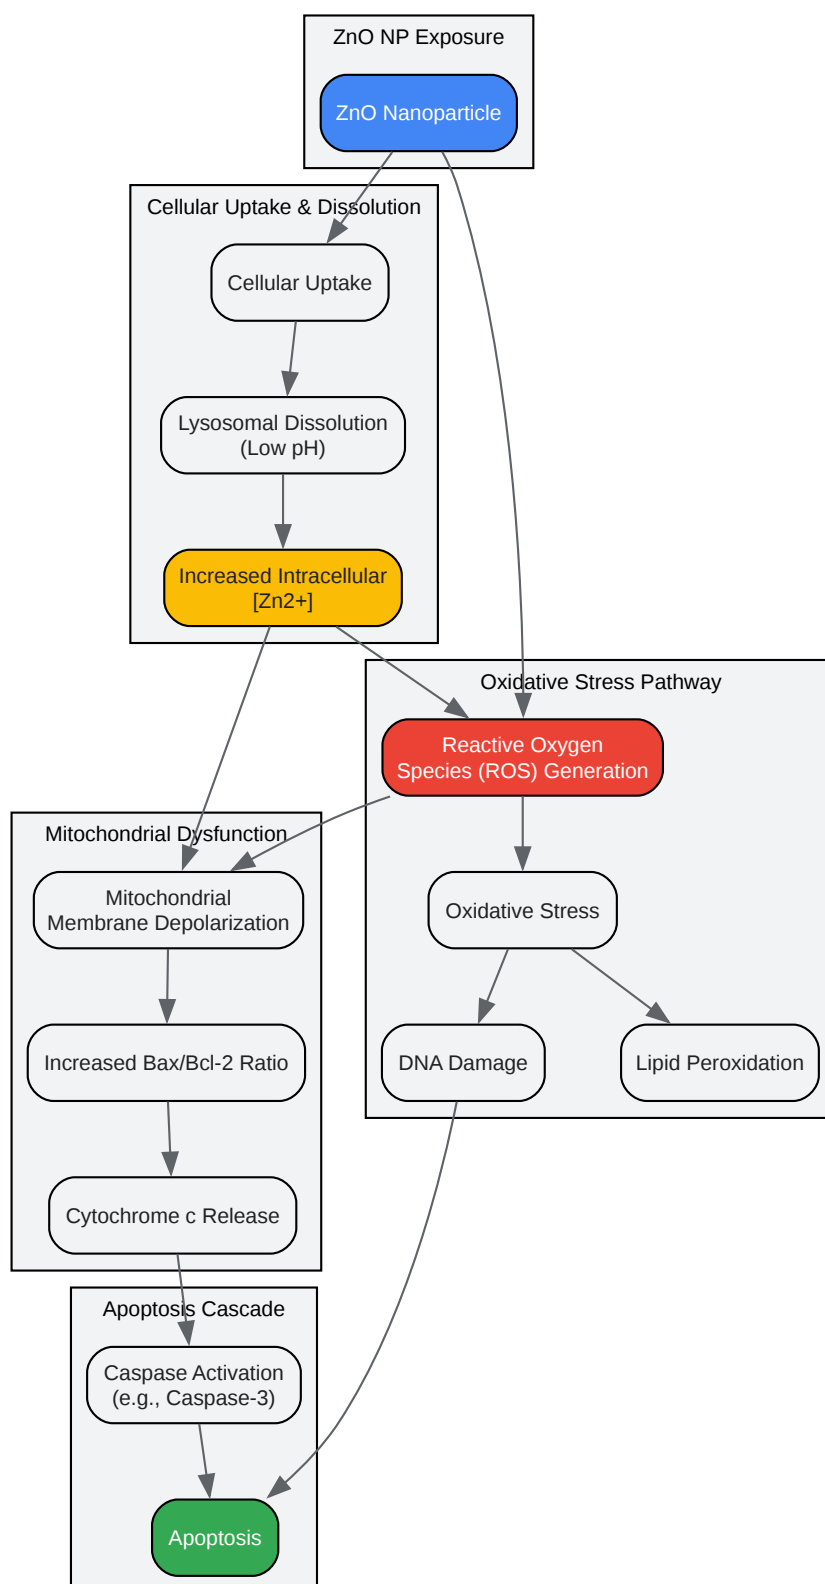 ZnO NP Exposure
ZnO Nanoparticle
Cellular Uptake & Dissolution
Cellular Uptake
Lysosomal Dissolution
(Low pH)
Increased Intracellular
[Zn2+]
Oxidative Stress Pathway
Reactive Oxygen
Species (ROS) Generation
Mitochondrial Dysfunction
Mitochondrial
Membrane Depolarization
Oxidative Stress
Increased Bax/Bcl-2 Ratio
DNA Damage
Lipid Peroxidation
Cytochrome c Release
Apoptosis Cascade
Caspase Activation
(e.g., Caspase-3)
Apoptosis